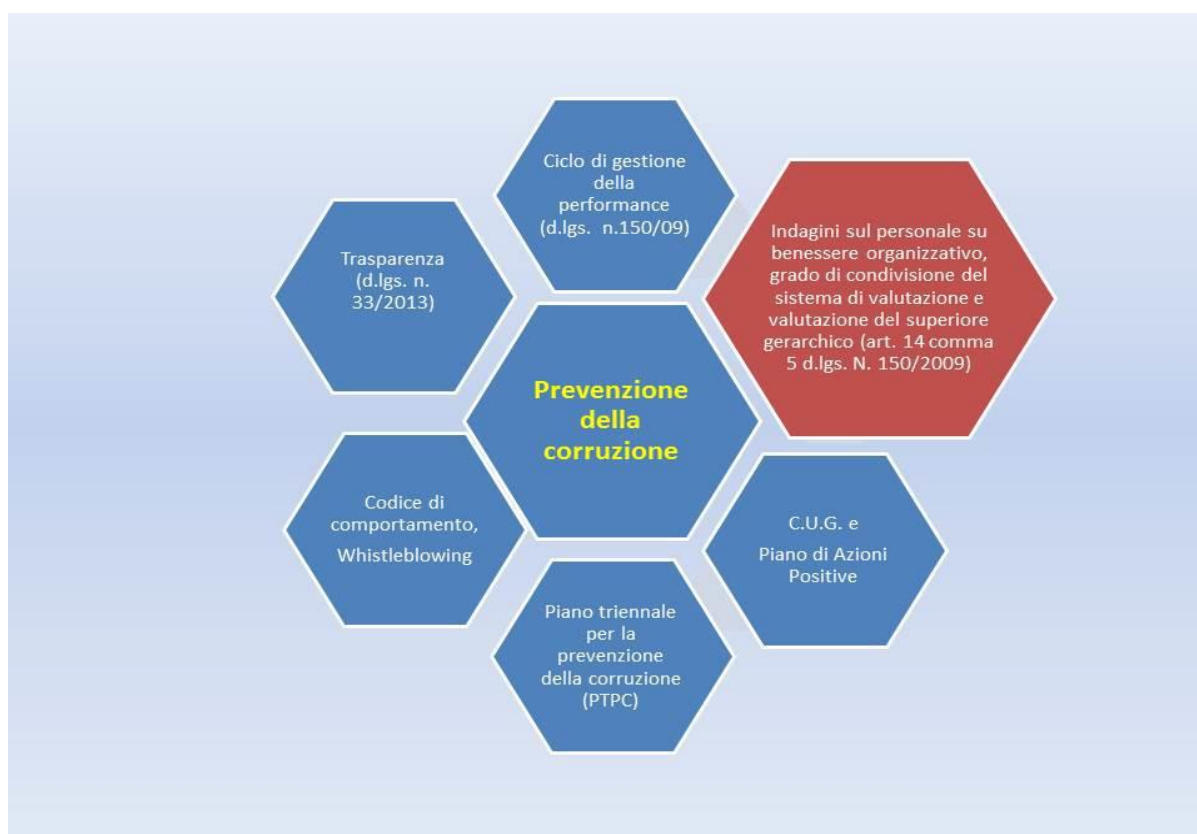 Ciclo di gestione
della
performance
(d.lgs. n.150/09)
Indagini sul personale su
benessere organizzativo,
grado di condivisione del
sistema di valutazione e
valutazione del superiore
gerarchico (art. 14 comma
5 d.lgs. N. 150/2009)
Trasparenza
(d.lgs. n.
33/2013)
Prevenzione
della
corruzione
Codice di
comportamento,
Whistleblowing
C.U.G. e
Piano di Azioni
Positive
Piano triennale
per la
prevenzione
della corruzione
(PTPC)